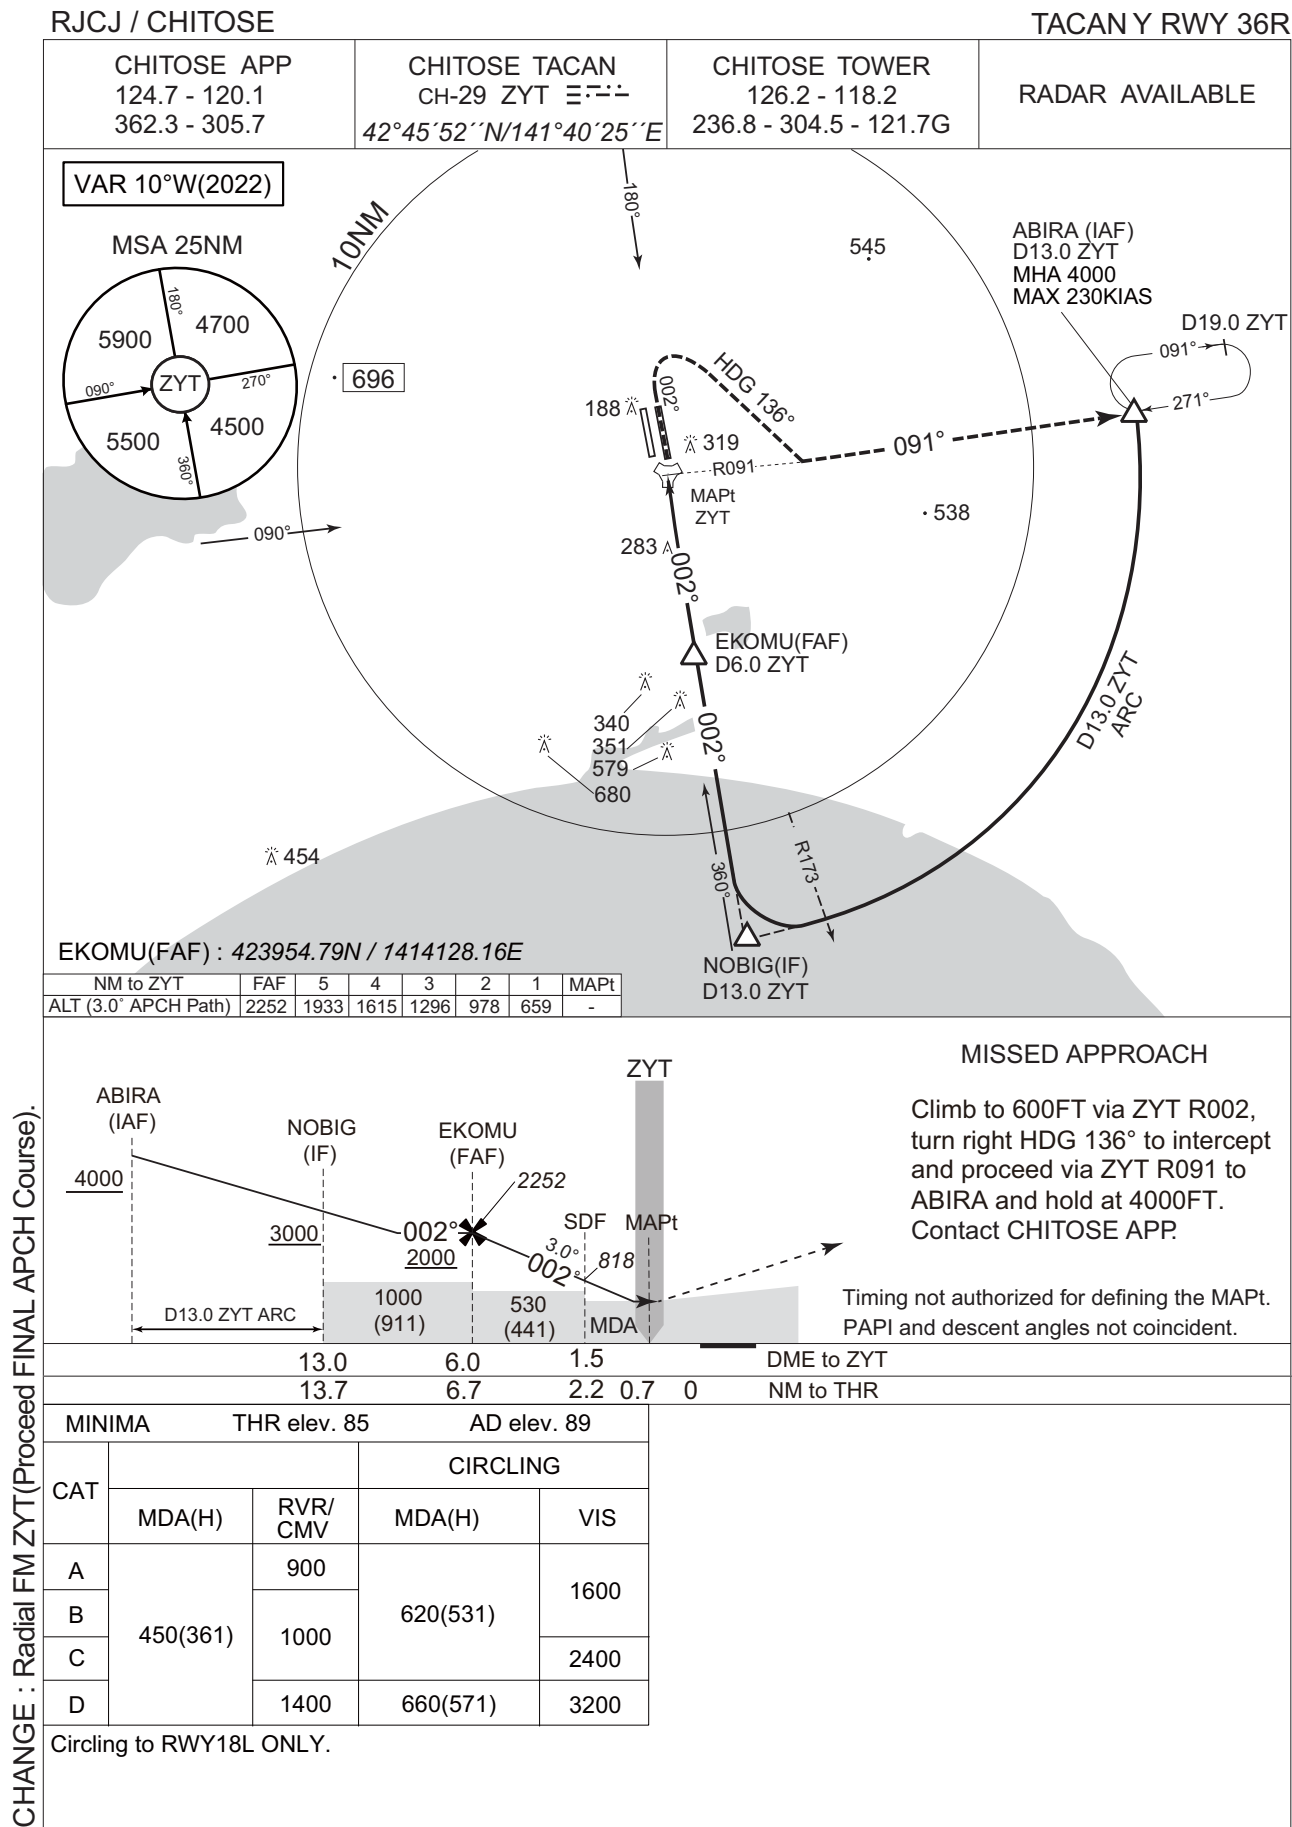 RJCJ / CHITOSE
TACAN Y RWY 36R
CHITOSE APP
124.7 - 120.1
362.3 - 305.7
CHITOSE TACAN
CH-29 ZYT
42°45´52´´N/141°40´25´´E
CHITOSE TOWER
126.2 - 118.2
236.8 - 304.5 - 121.7G
RADAR AVAILABLE
VAR 10°W(2022)
MSA 25NM
180°
5900
4700
090°
ZYT
270°
5500
4500
360°
10NM
180°
545
ABIRA (IAF)
D13.0 ZYT
MHA 4000
MAX 230KIAS
D19.0 ZYT
091°
271°
696
HDG 136°
002°
188
319
091°
R091
MAPt
ZYT
538
090°
283
002°
EKOMU(FAF)
D6.0 ZYT
340
351
579
680
002°
D13.0 ZYT
ARC
454
360°
R173
NOBIG(IF)
D13.0 ZYT
EKOMU(FAF) : 423954.79N / 1414128.16E
NM to ZYT FAF 5 4 3 2 1 MAPt
ALT (3.0° APCH Path) 2252 1933 1615 1296 978 659 -
MISSED APPROACH
Climb to 600FT via ZYT R002,
turn right HDG 136° to intercept
and proceed via ZYT R091 to
ABIRA and hold at 4000FT.
Contact CHITOSE APP.
Timing not authorized for defining the MAPt.
PAPI and descent angles not coincident.
ZYT
ABIRA
(IAF)
NOBIG
(IF)
EKOMU
(FAF)
4000
2252
SDF
MAPt
3000
002°
2000
3.0°
002°
818
D13.0 ZYT ARC
1000
(911)
530
(441)
MDA
13.0 6.0 1.5 DME to ZYT
13.7 6.7 2.2 0.7 0 NM to THR
MINIMA THR elev. 85 AD elev. 89
CAT
CIRCLING
MDA(H)
RVR/
CMV
MDA(H)
VIS
A
B
C
D
450(361)
900
1000
1400
620(531)
660(571)
1600
2400
3200
Circling to RWY18L ONLY.
CHANGE : Radial FM ZYT(Proceed FINAL APCH Course).